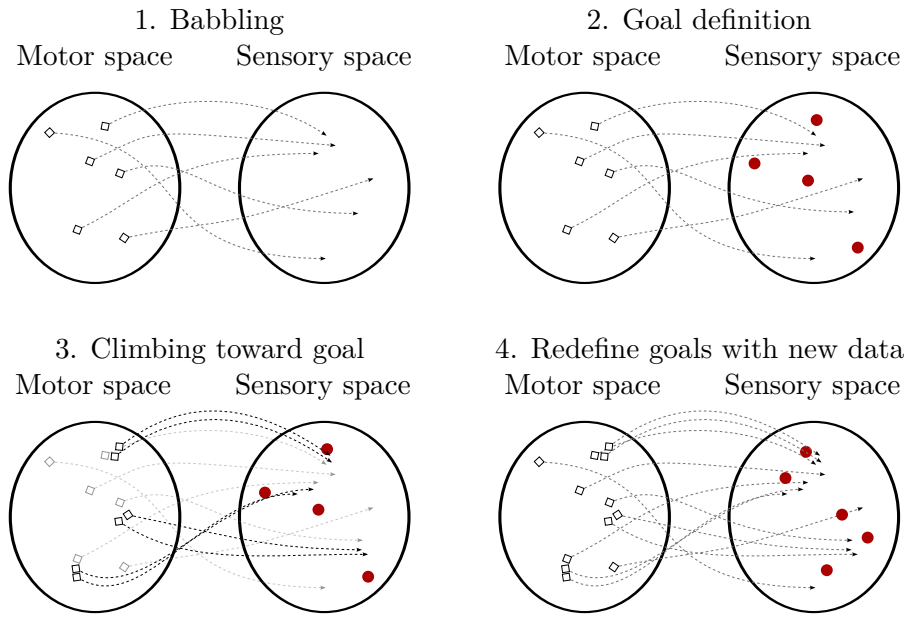 1. Babbling
Motor space Sensory space
2. Goal definition
Motor space Sensory space
3. Climbing toward goal
Motor space Sensory space
4. Redefine goals with new data
Motor space Sensory space